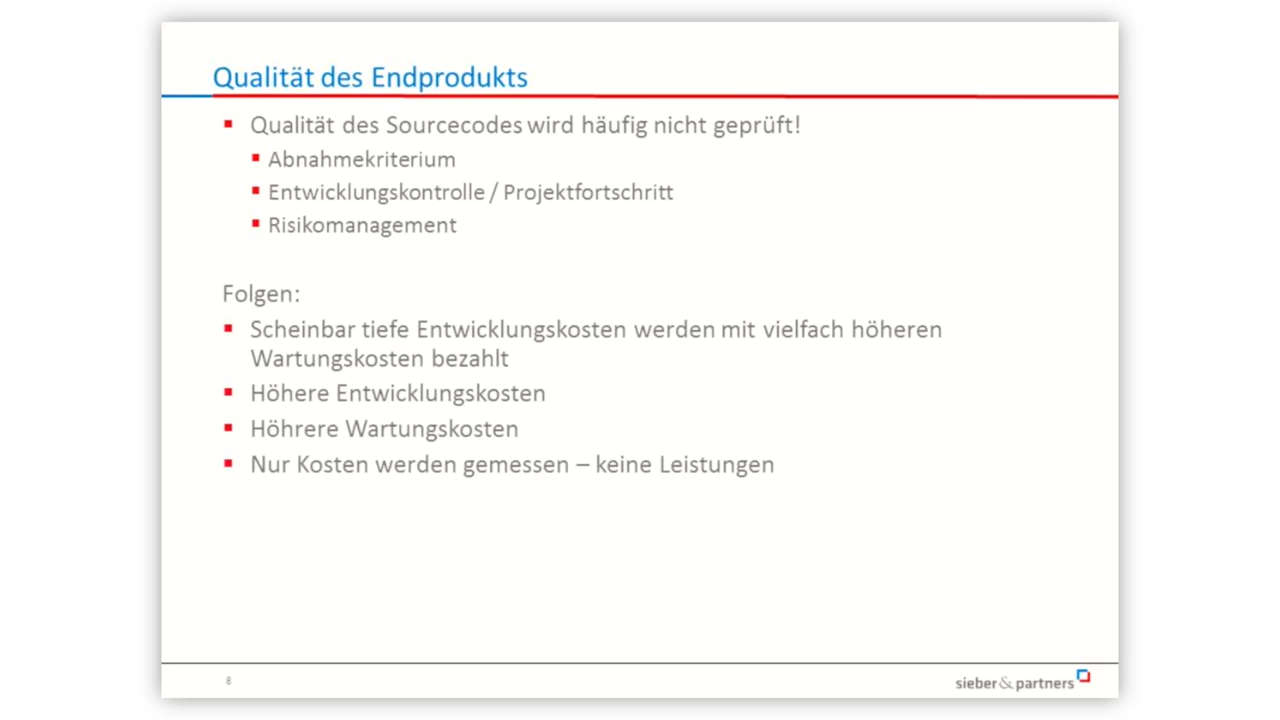 Qualität des Endprodukts
Qualität des Sourcecodes wird häufig nicht geprüft!
Abnahmekriterium
Entwicklungskontrolle / Projektfortschritt
Risikomanagement
Folgen:
Scheinbar tiefe Entwicklungskosten werden mit vielfach höheren
Wartungskosten bezahlt
Höhere Entwicklungskosten
Höhrere Wartungskosten
Nur Kosten werden gemessen – keine Leistungen
8
sieber & partners